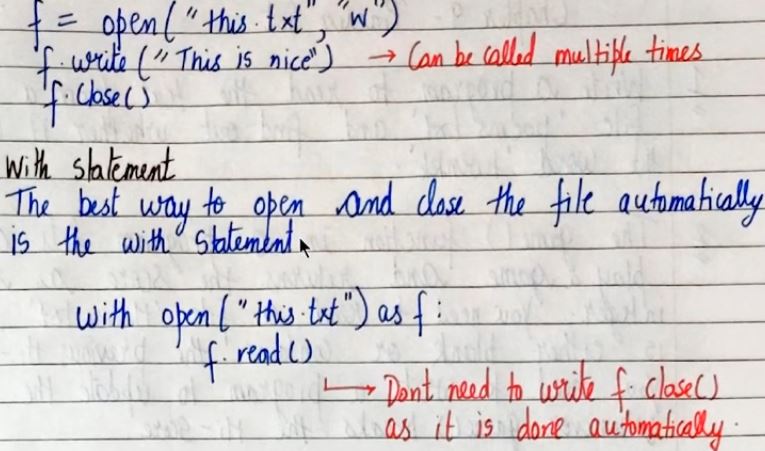 f = open("this.txt", "w")
f.write("This is nice") → Can be called multiple times
f.close()
With statement
The best way to open and close the file automatically
is the with statement.
with open("this.txt") as f:
f.read()
→ Dont need to write f.close()
as it is done automatically.